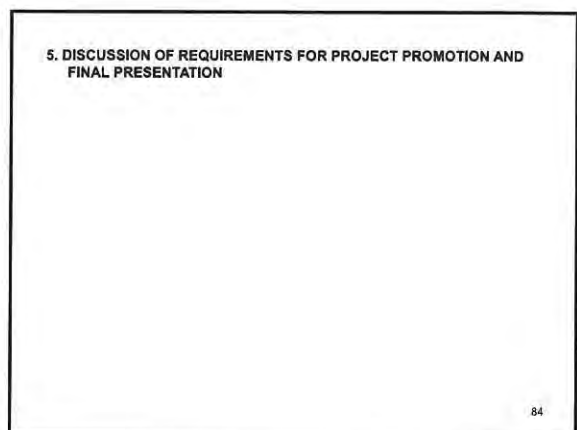 5. DISCUSSION OF REQUIREMENTS FOR PROJECT PROMOTION AND
FINAL PRESENTATION
84